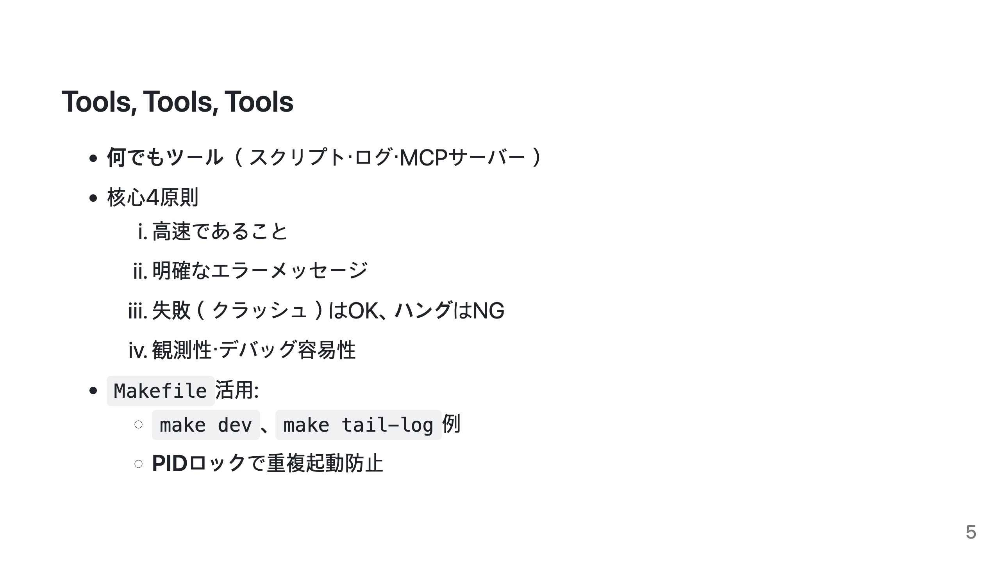 Tools, Tools, Tools
• 何でもツール（スクリプト·ログ·MCPサーバー）
• 核心4原則
i. 高速であること
ii. 明確なエラーメッセージ
iii. 失敗(クラッシュ)はOK、ハングはNG
iv. 観測性·デバッグ容易性
• Makefile 活用:
○ make dev 、 make tail-log 例
○ PIDロックで重複起動防止
5